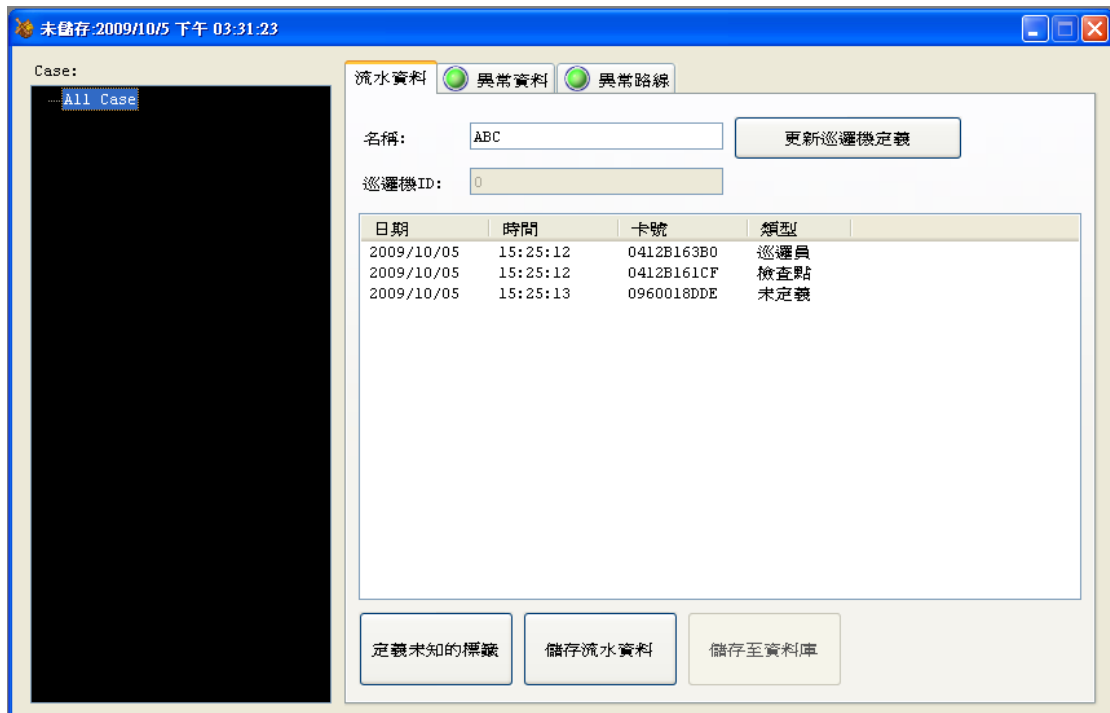 未儲存:2009/10/5 下午 03:31:23
Case:
All Case
流水資料 異常資料 異常路線
名稱: ABC 更新巡邏機定義
巡邏機ID: 0
日期 時間 卡號 類型
2009/10/05 15:25:12 0412B163B0 巡邏員
2009/10/05 15:25:12 0412B161CF 檢查點
2009/10/05 15:25:13 0960018DDE 未定義
定義未知的標籤 儲存流水資料 儲存至資料庫